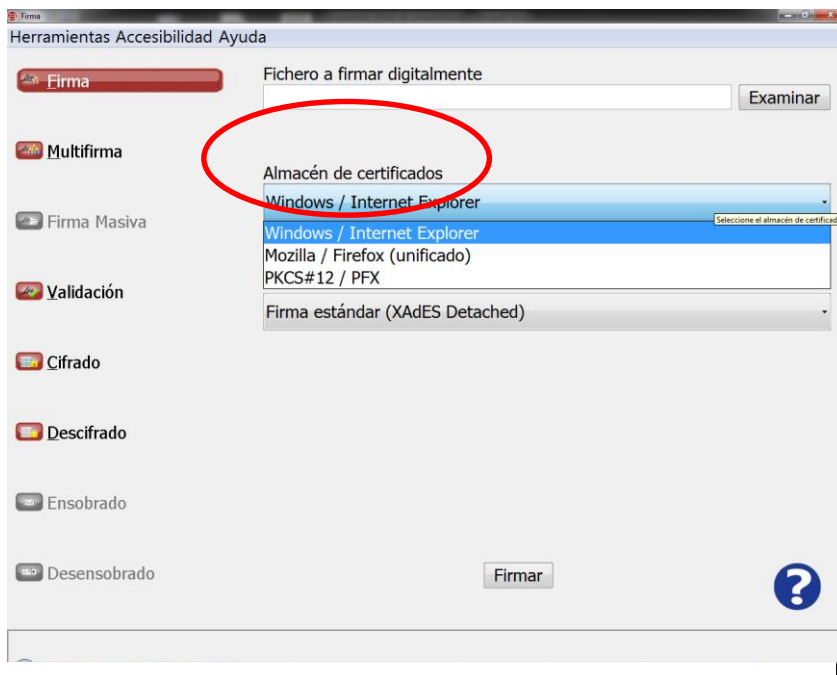 Firma
Herramientas Accesibilidad Ayuda
Firma
Fichero a firmar digitalmente
Examinar
Multifirma
Almacén de certificados
Windows / Internet Explorer
Seleccione el almacén de certificad
Firma Masiva
Windows / Internet Explorer
Mozilla / Firefox (unificado)
PKCS#12 / PFX
Validación
Firma estándar (XAdES Detached)
Cifrado
Descifrado
Ensobrado
Desensobrado
Firmar
?